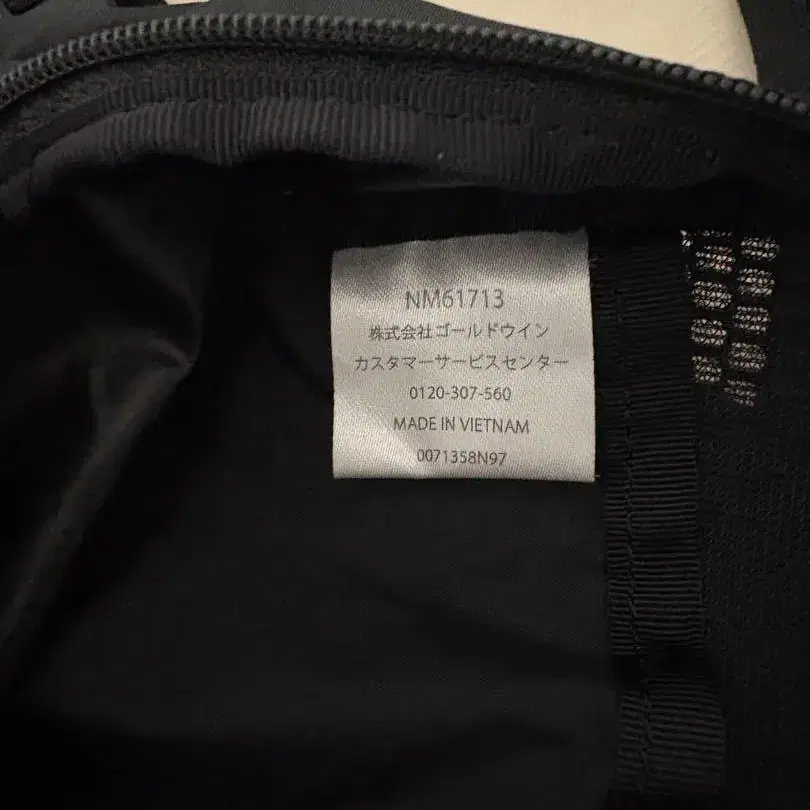 NM61713
株式会社ゴールドウイン
カスタマーサービスセンター
0120-307-560
MADE IN VIETNAM
0071358N97